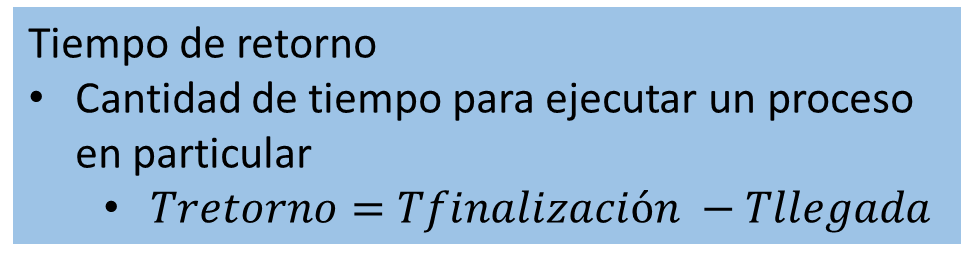 Tiempo de retorno
• Cantidad de tiempo para ejecutar un proceso
en particular
• Tretorno = Tfinalización − Tllegada